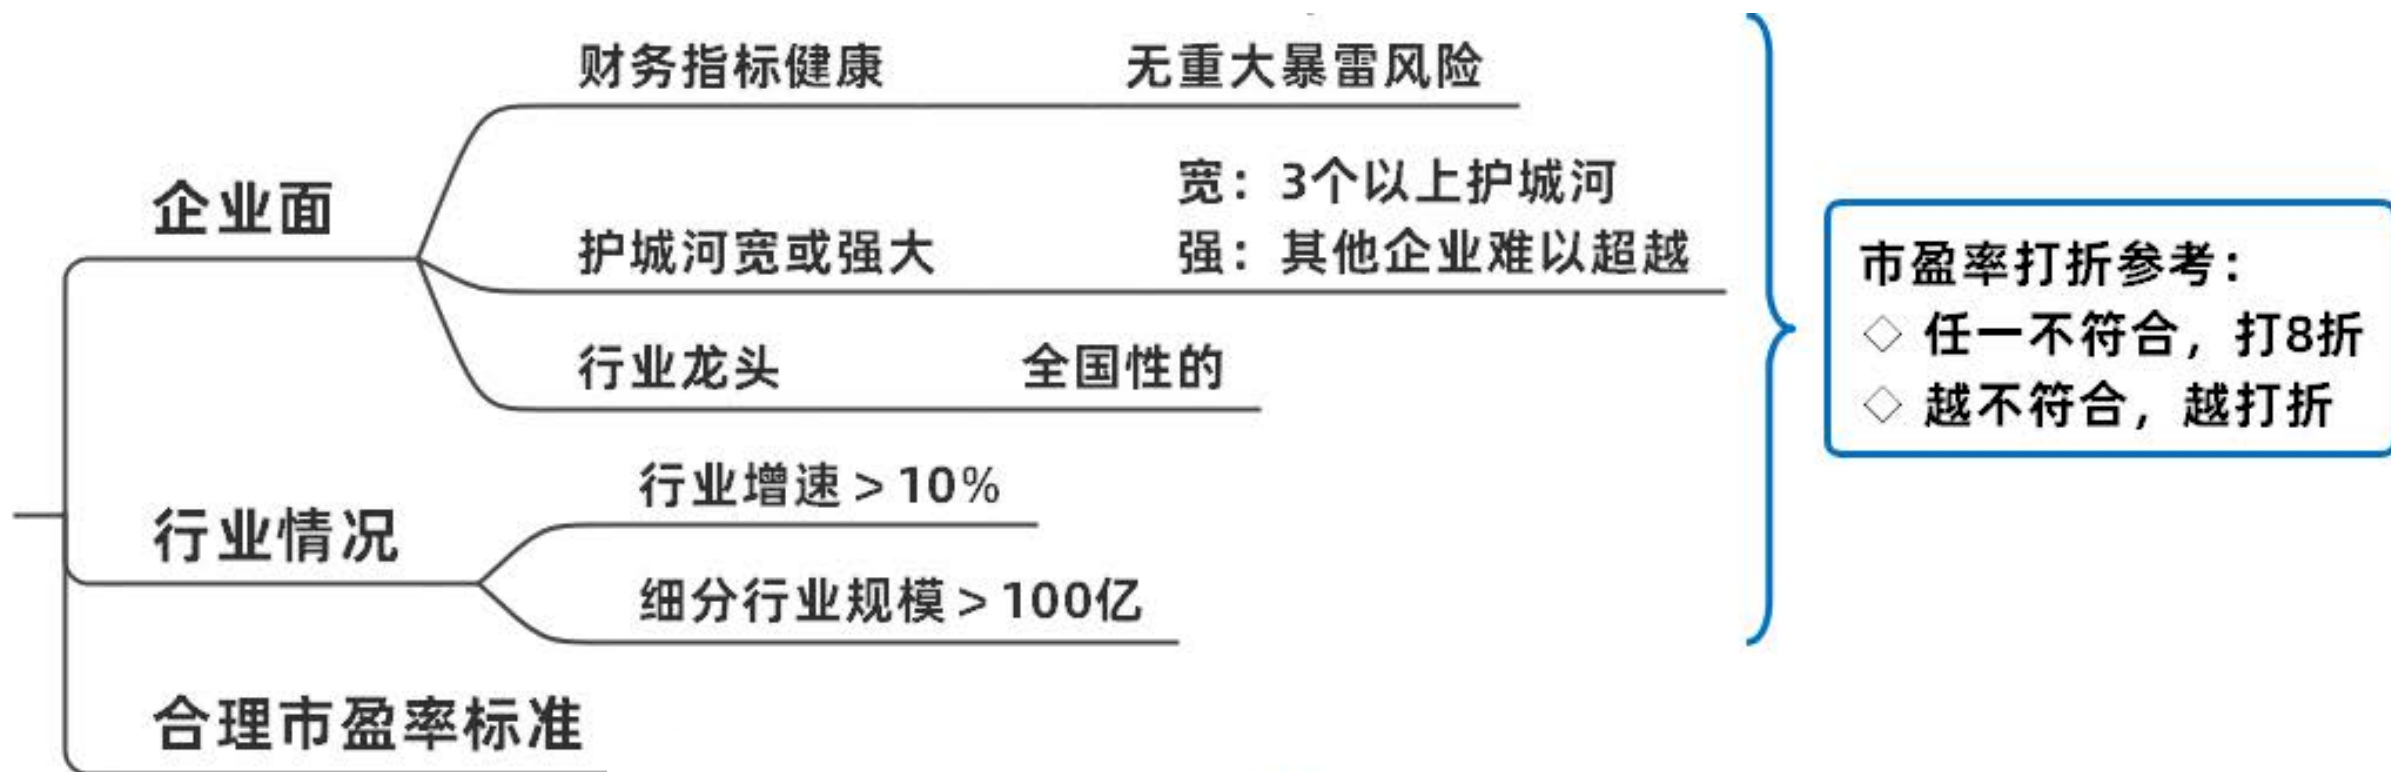 企业面
财务指标健康 无重大暴雷风险
护城河宽或强大
宽：3个以上护城河
强：其他企业难以超越
行业龙头 全国性的
行业情况
行业增速＞10%
细分行业规模＞100亿
合理市盈率标准
市盈率打折参考：
◇ 任一不符合，打8折
◇ 越不符合，越打折